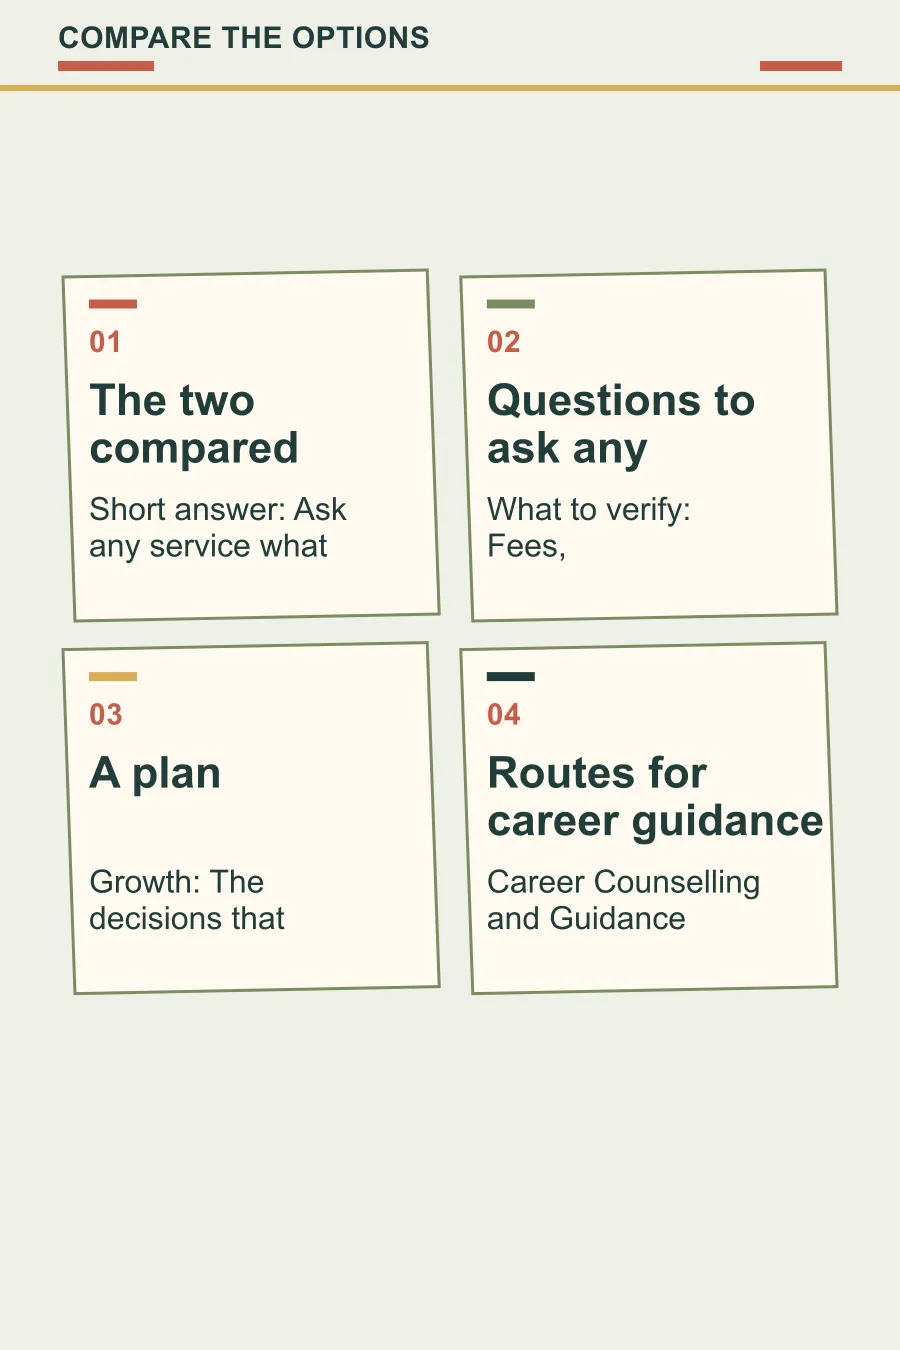 COMPARE THE OPTIONS
01
The two
compared
Short answer: Ask
any service what
02
Questions to
ask any
What to verify:
Fees,
03
A plan
Growth: The
decisions that
04
Routes for
career guidance
Career Counselling
and Guidance